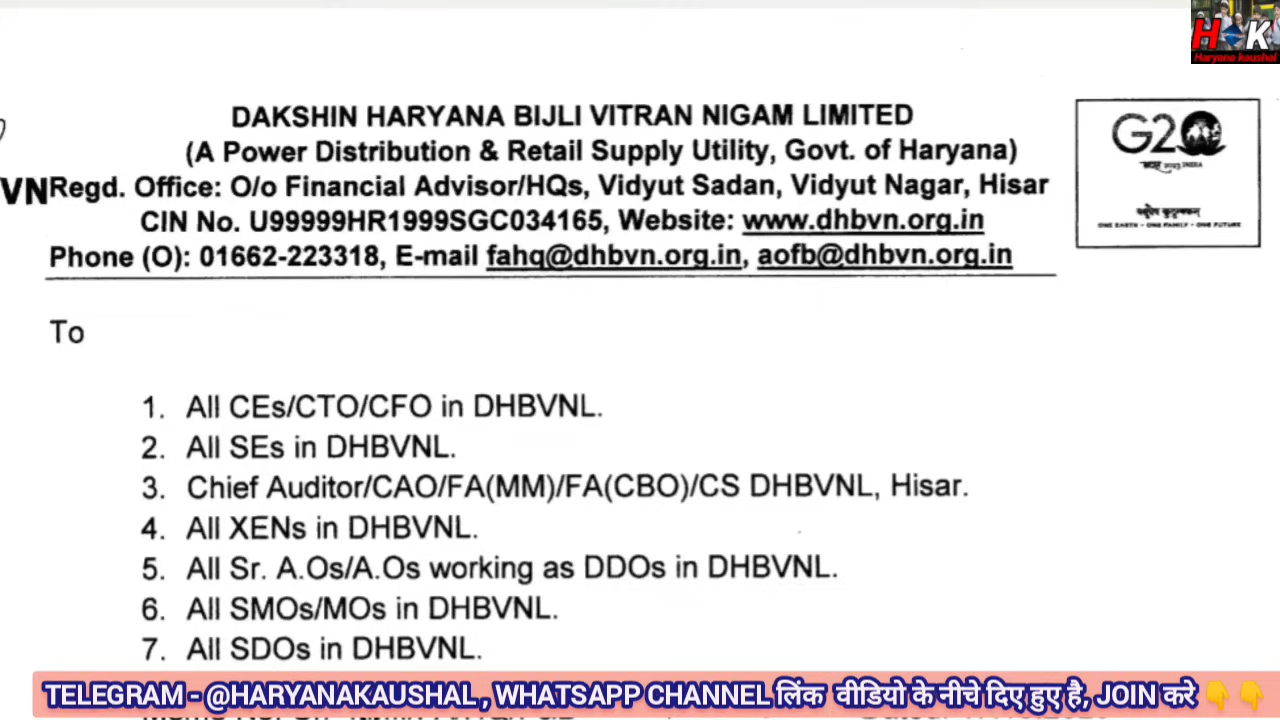 H K
Haryana kaushal
DAKSHIN HARYANA BIJLI VITRAN NIGAM LIMITED
(A Power Distribution & Retail Supply Utility, Govt. of Haryana)
VN Regd. Office: O/o Financial Advisor/HQs, Vidyut Sadan, Vidyut Nagar, Hisar
CIN No. U99999HR1999SGC034165, Website: www.dhbvn.org.in
Phone (O): 01662-223318, E-mail fahq@dhbvn.org.in, aofb@dhbvn.org.in
G20
2023 INDIA
वसुधैव कुटुम्बकम्
ONE EARTH • ONE FAMILY • ONE FUTURE
To
1. All CEs/CTO/CFO in DHBVNL.
2. All SEs in DHBVNL.
3. Chief Auditor/CAO/FA(MM)/FA(CBO)/CS DHBVNL, Hisar.
4. All XENs in DHBVNL.
5. All Sr. A.Os/A.Os working as DDOs in DHBVNL.
6. All SMOs/MOs in DHBVNL.
7. All SDOs in DHBVNL.
TELEGRAM - @HARYANAKAUSHAL , WHATSAPP CHANNEL लिंक वीडियो के नीचे दिए हुए है, JOIN करे 👇👇